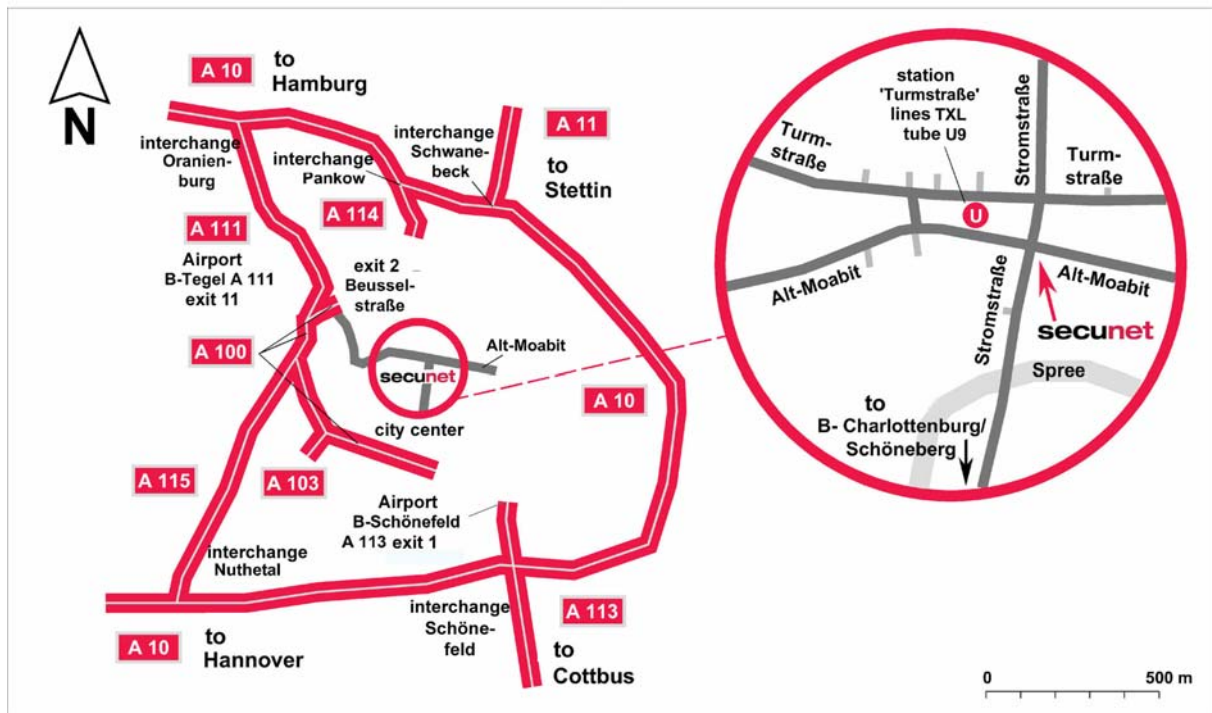 A 10
to
Hamburg
N
interchange
Oranien-
burg
interchange
Pankow
interchange
Schwane-
beck
A 11
to
Stettin
A 114
A 111
Airport
B-Tegel A 111
exit 11
exit 2
Beussel-
straße
A 100
Alt-Moabit
secunet
city center
A 10
A 115
A 103
Airport
B-Schönefeld
A 113 exit 1
interchange
Nuthetal
A 10
to
Hannover
interchange
Schöne-
feld
A 113
to
Cottbus
station
'Turmstraße'
lines TXL
tube U9
Turm-
straße
Stromstraße
Turm-
straße
U
Alt-Moabit
Alt-Moabit
Stromstraße
secunet
Spree
to
B- Charlottenburg/
Schöneberg
0 500 m